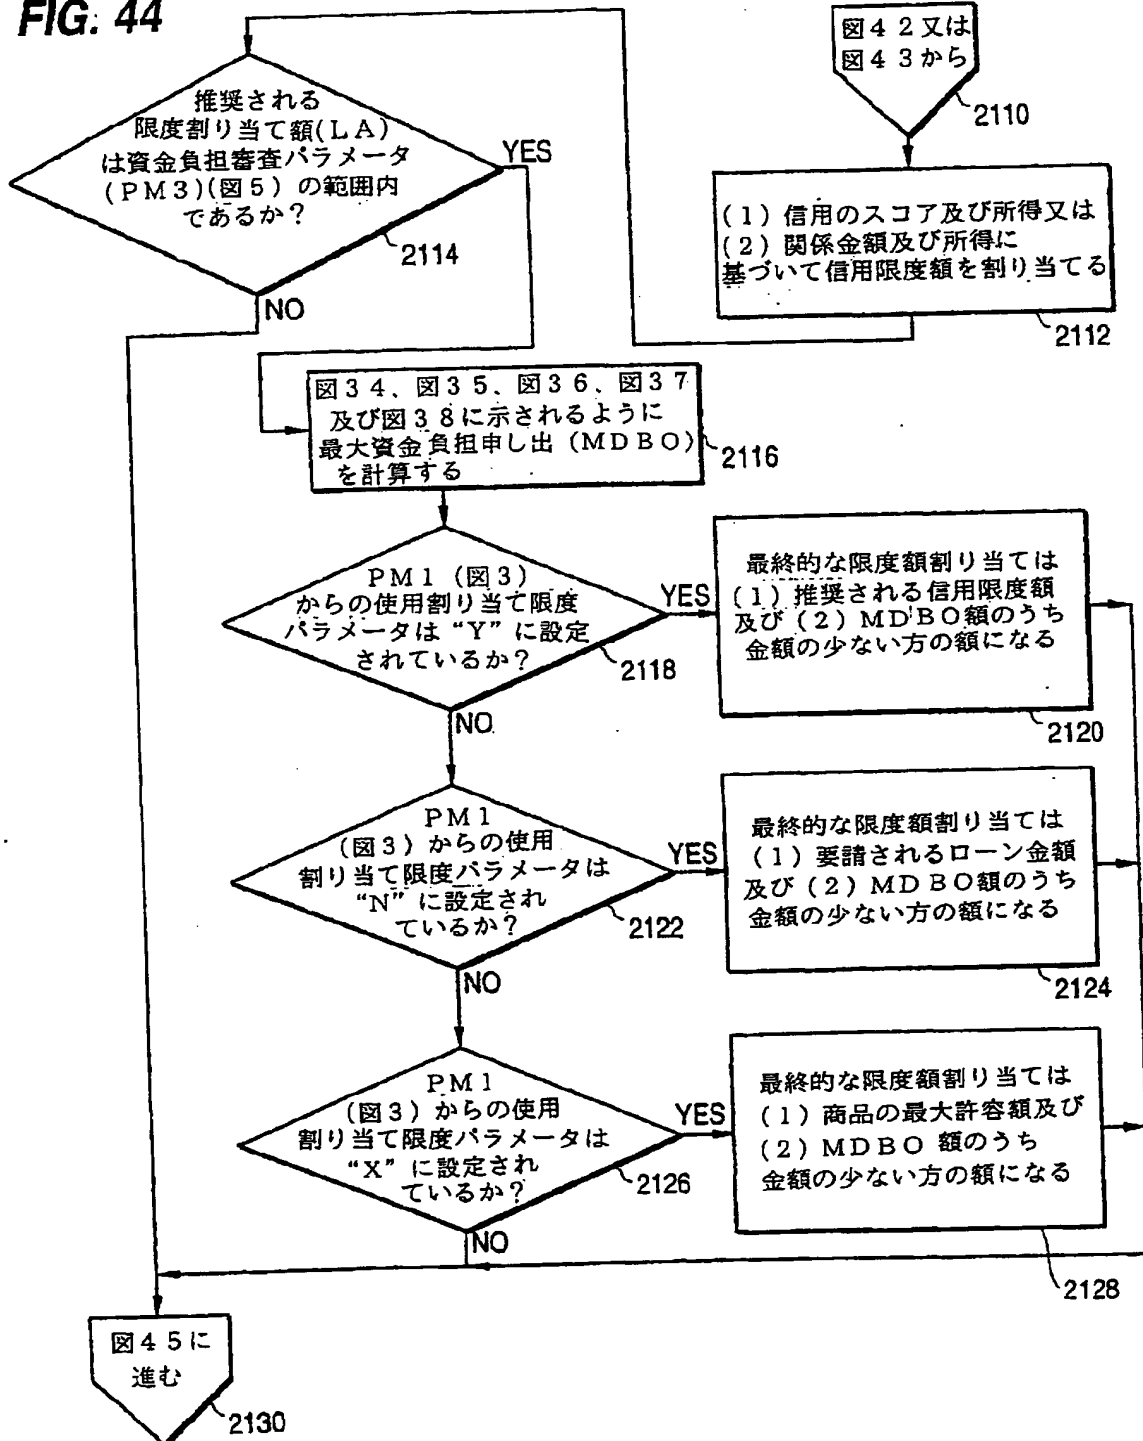 FIG. 44
図４２又は
図４３から
2110
(１) 信用のスコア及び所得又は
(２) 関係金額及び所得に
基づいて信用限度額を割り当てる
2112
推奨される
限度割り当て額(ＬＡ)
は資金負担審査パラメータ
(ＰＭ３)(図５) の範囲内
であるか？
2114
YES
NO
図３４、図３５、図３６、図３７
及び図３８に示されるように
最大資金負担申し出 (ＭＤＢＯ)
を計算する
2116
ＰＭ１ (図３)
からの使用割り当て限度
パラメータは “Ｙ” に設定
されているか？
2118
YES
NO
最終的な限度額割り当ては
(１) 推奨される信用限度額
及び (２) ＭＤＢＯ額のうち
金額の少ない方の額になる
2120
ＰＭ１
(図３) からの使用
割り当て限度パラメータは
“Ｎ” に設定され
ているか？
2122
YES
NO
最終的な限度額割り当ては
(１) 要請されるローン金額
及び (２) ＭＤＢＯ額のうち
金額の少ない方の額になる
2124
ＰＭ１
(図３) からの使用
割り当て限度パラメータは
“Ｘ” に設定され
ているか？
2126
YES
NO
最終的な限度額割り当ては
(１) 商品の最大許容額及び
(２) ＭＤＢＯ 額のうち
金額の少ない方の額になる
2128
図４５に
進む
2130